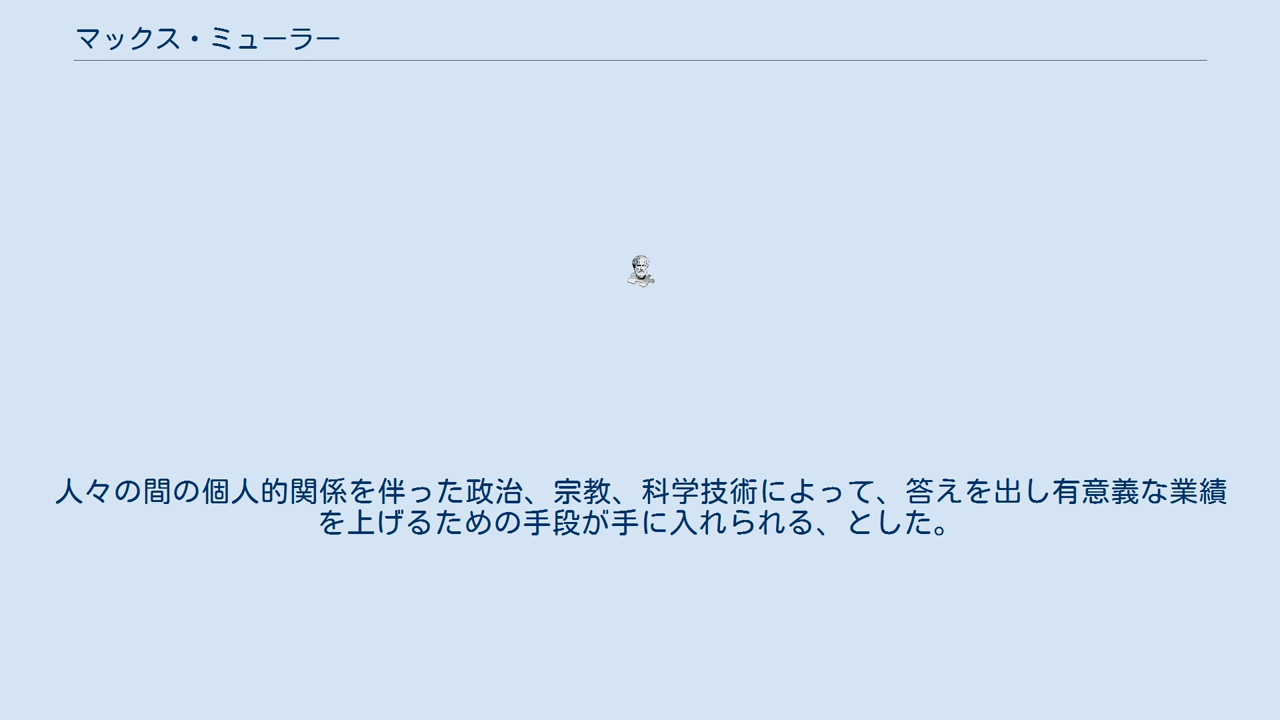 マックス・ミューラー
人々の間の個人的関係を伴った政治、宗教、科学技術によって、答えを出し有意義な業績
を上げるための手段が手に入れられる、とした。